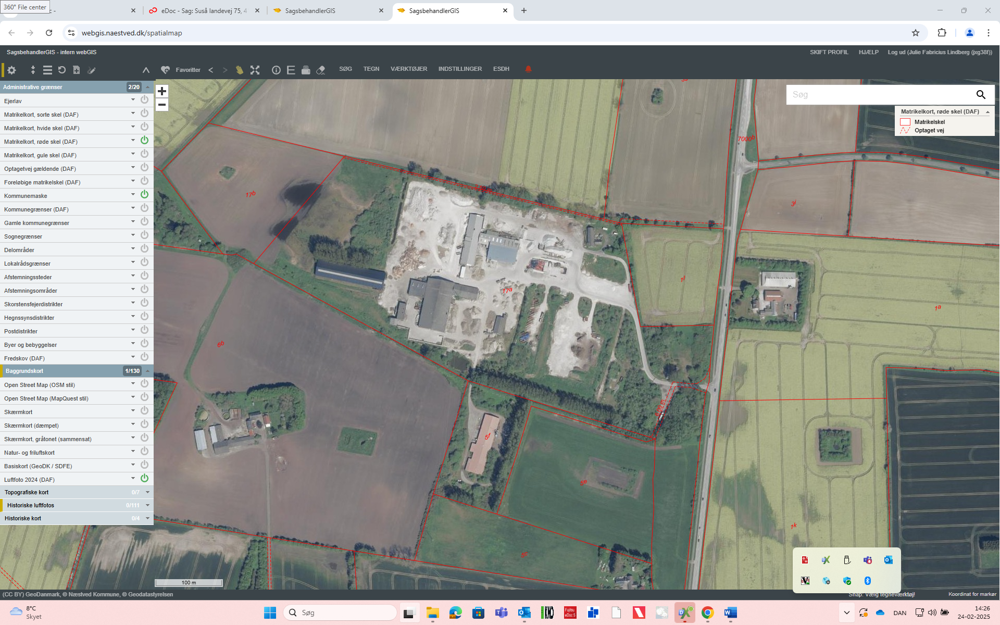 360° File center
eDoc - Sag: Suså landevej 75, 4
SagsbehandlerGIS
SagsbehandlerGIS
webgis.naestved.dk/spatialmap
SagsbehandlerGIS - intern webGIS
SKIFT PROFIL
HJÆLP
Log ud (Julie Fabricius Lindberg (jxg38f))
Favoritter
SØG
TEGN
VÆRKTØJER
INDSTILLINGER
ESDH
Administrative grænser 2/20
Ejerlav
Matrikelkort, sorte skel (DAF)
Matrikelkort, hvide skel (DAF)
Matrikelkort, røde skel (DAF)
Matrikelkort, gule skel (DAF)
Optagetvej gældende (DAF)
Foreløbige matrikelskel (DAF)
Kommunemaske
Kommunegrænser (DAF)
Gamle kommunegrænser
Sognegrænser
Delområder
Lokalrådsgrænser
Afstemningssteder
Afstemningsområder
Skorstensfejerdistrikter
Hegnssynsdistrikter
Postdistrikter
Byer og bebyggelser
Fredskov (DAF)
Baggrundskort 1/130
Open Street Map (OSM stil)
Open Street Map (MapQuest stil)
Skærmkort
Skærmkort (dæmpet)
Skærmkort, gråtonet (sammensat)
Natur- og friluftskort
Basiskort (GeoDK / SDFE)
Luftfoto 2024 (DAF)
Topografiske kort 0/7
Historiske luftfotos 0/111
Historiske kort 0/4
Søg
Matrikelkort, røde skel (DAF)
Matrikelskel
Optaget vej
7000b
17b
3i
17a
1l
1a
6b
5f
5e
1k
5c
100 m
(CC BY) GeoDanmark, © Næstved Kommune, © Geodatastyrelsen
Snap: Vælg tegneværktøj!
Koordinat for markør
8°C
Skyet
Søg
KMD
Fujitsu
eDoc 5
DAN
14:26
24-02-2025